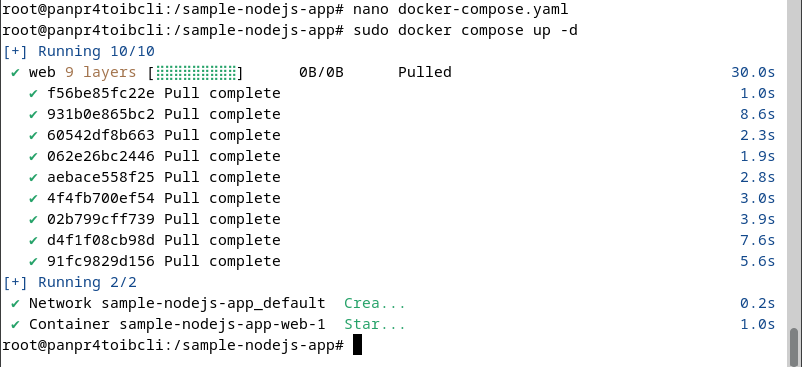 root@panpr4toibcli:/sample-nodejs-app# nano docker-compose.yaml
root@panpr4toibcli:/sample-nodejs-app# sudo docker compose up -d
[+] Running 10/10
✔ web 9 layers [⣿⣿⣿⣿⣿⣿⣿⣿⣿] 0B/0B Pulled 30.0s
✔ f56be85fc22e Pull complete 1.0s
✔ 931b0e865bc2 Pull complete 8.6s
✔ 60542df8b663 Pull complete 2.3s
✔ 062e26bc2446 Pull complete 1.9s
✔ aebace558f25 Pull complete 2.8s
✔ 4f4fb700ef54 Pull complete 3.0s
✔ 02b799cff739 Pull complete 3.9s
✔ d4f1f08cb98d Pull complete 7.6s
✔ 91fc9829d156 Pull complete 5.6s
[+] Running 2/2
✔ Network sample-nodejs-app_default Crea... 0.2s
✔ Container sample-nodejs-app-web-1 Star... 1.0s
root@panpr4toibcli:/sample-nodejs-app#